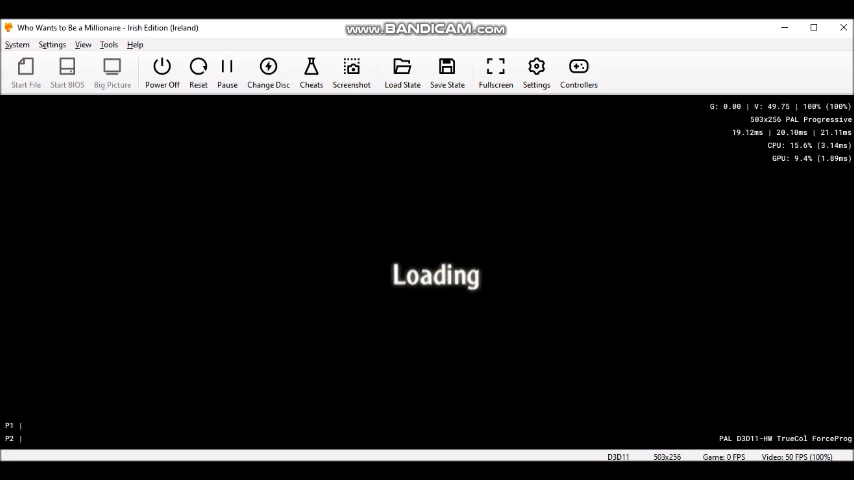 Who Wants to Be a Millionaire - Irish Edition (Ireland)
www.BANDICAM.com
System Settings View Tools Help
Start File Start BIOS Big Picture Power Off Reset Pause Change Disc Cheats Screenshot Load State Save State Fullscreen Settings Controllers
G: 0.00 | V: 49.75 | 100% (100%)
503x256 PAL Progressive
19.12ms | 20.10ms | 21.11ms
CPU: 15.6% (3.14ms)
GPU: 9.4% (1.89ms)
Loading
P1 |
P2 |
PAL D3D11-HW TrueCol ForceProg
D3D11 503x256 Game: 0 FPS Video: 50 FPS (100%)